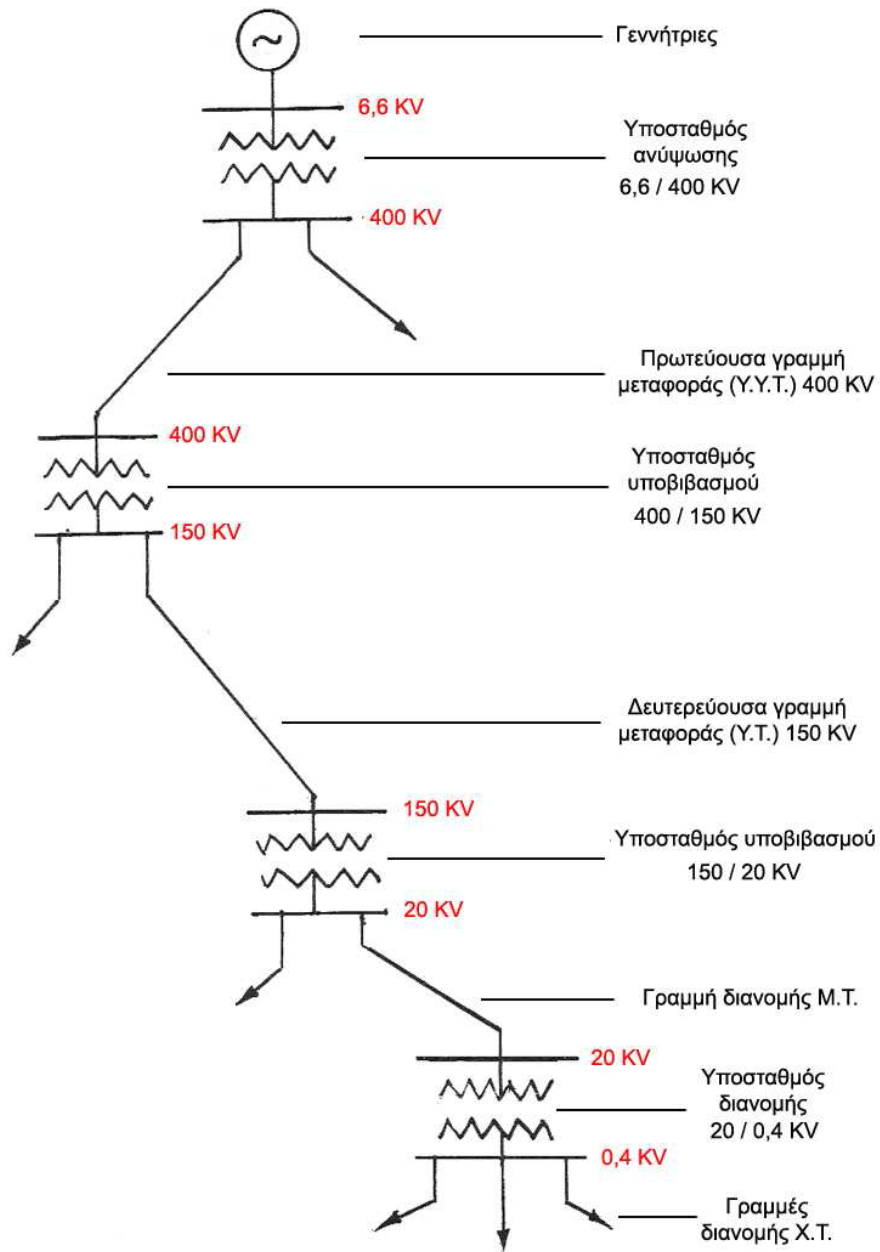 ~
Γεννήτριες
6,6 KV
Υποσταθμός
ανύψωσης
6,6 / 400 KV
400 KV
Πρωτεύουσα γραμμή
μεταφοράς (Υ.Υ.Τ.) 400 KV
400 KV
Υποσταθμός
υποβιβασμού
400 / 150 KV
150 KV
Δευτερεύουσα γραμμή
μεταφοράς (Υ.Τ.) 150 KV
150 KV
Υποσταθμός υποβιβασμού
150 / 20 KV
20 KV
Γραμμή διανομής Μ.Τ.
20 KV
Υποσταθμός
διανομής
20 / 0,4 KV
0,4 KV
Γραμμές
διανομής Χ.Τ.